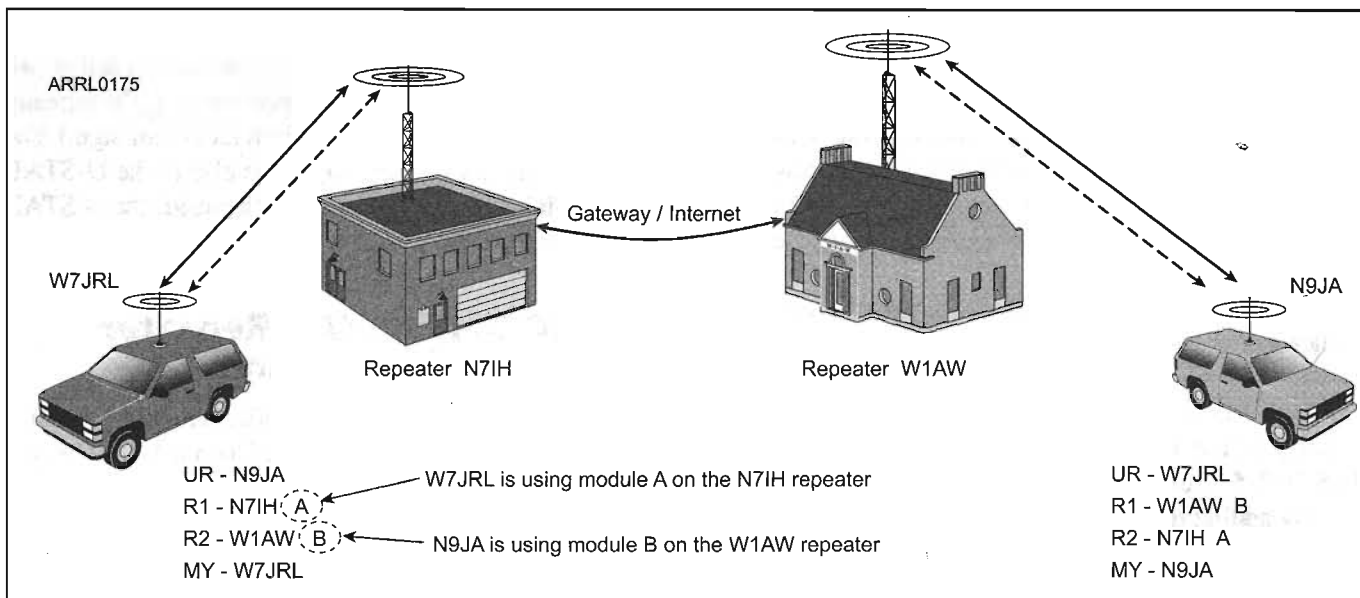 ARRL0175
Gateway / Internet
W7JRL
N9JA
W1AW
Repeater N7IH
Repeater W1AW
UR - N9JA
R1 - N7IH A
R2 - W1AW B
MY - W7JRL
W7JRL is using module A on the N7IH repeater
N9JA is using module B on the W1AW repeater
UR - W7JRL
R1 - W1AW B
R2 - N7IH A
MY - N9JA